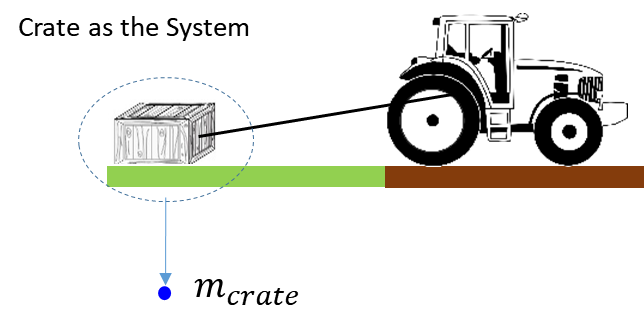 Crate as the System
m_crate